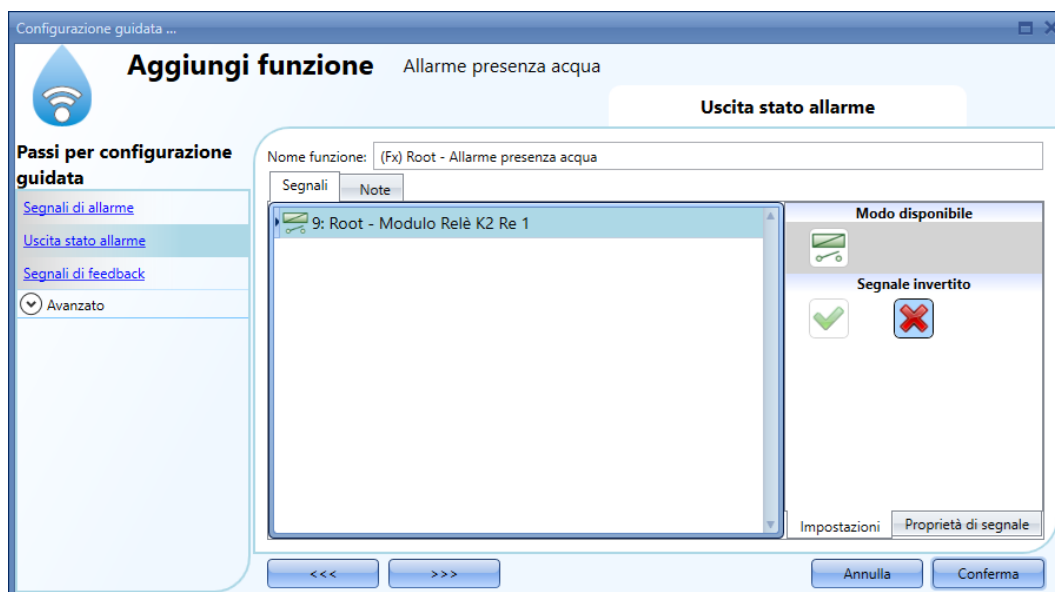 Configurazione guidata ...
Aggiungi funzione Allarme presenza acqua
Uscita stato allarme
Passi per configurazione
guidata
Segnali di allarme
Uscita stato allarme
Segnali di feedback
Avanzato
Nome funzione: (Fx) Root - Allarme presenza acqua
Segnali Note
9: Root - Modulo Relè K2 Re 1
Modo disponibile
Segnale invertito
Impostazioni Proprietà di segnale
<<< >>> Annulla Conferma